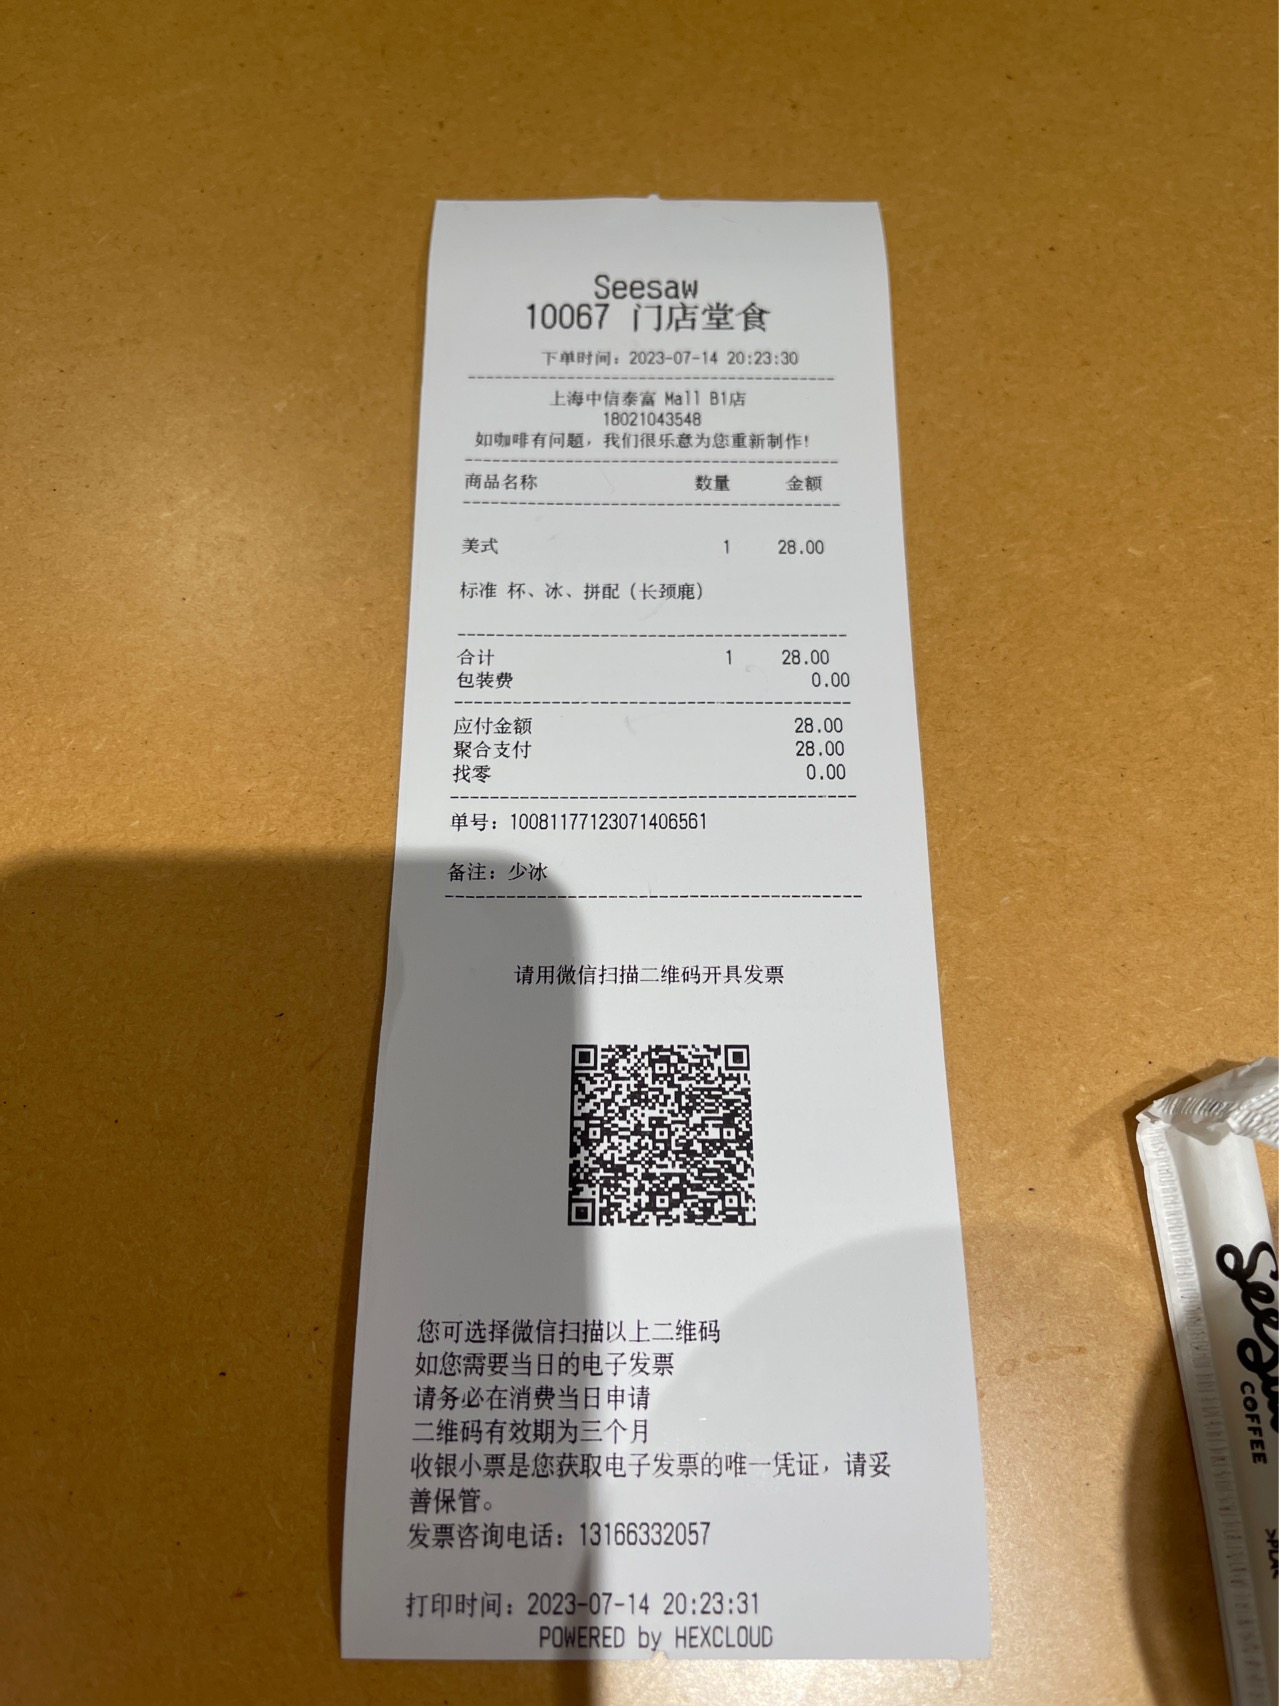 Seesaw
10067 门店堂食
下单时间：2023-07-14 20:23:30
上海中信泰富 Mall B1店
18021043548
如咖啡有问题，我们很乐意为您重新制作！
商品名称 数量 金额
美式 1 28.00
标准 杯、冰、拼配（长颈鹿）
合计 1 28.00
包装费 0.00
应付金额 28.00
聚合支付 28.00
找零 0.00
单号：10081177123071406561
备注：少冰
请用微信扫描二维码开具发票
您可选择微信扫描以上二维码
如您需要当日的电子发票
请务必在消费当日申请
二维码有效期为三个月
收银小票是您获取电子发票的唯一凭证，请妥
善保管。
发票咨询电话：13166332057
打印时间：2023-07-14 20:23:31
POWERED by HEXCLOUD
COFFEE